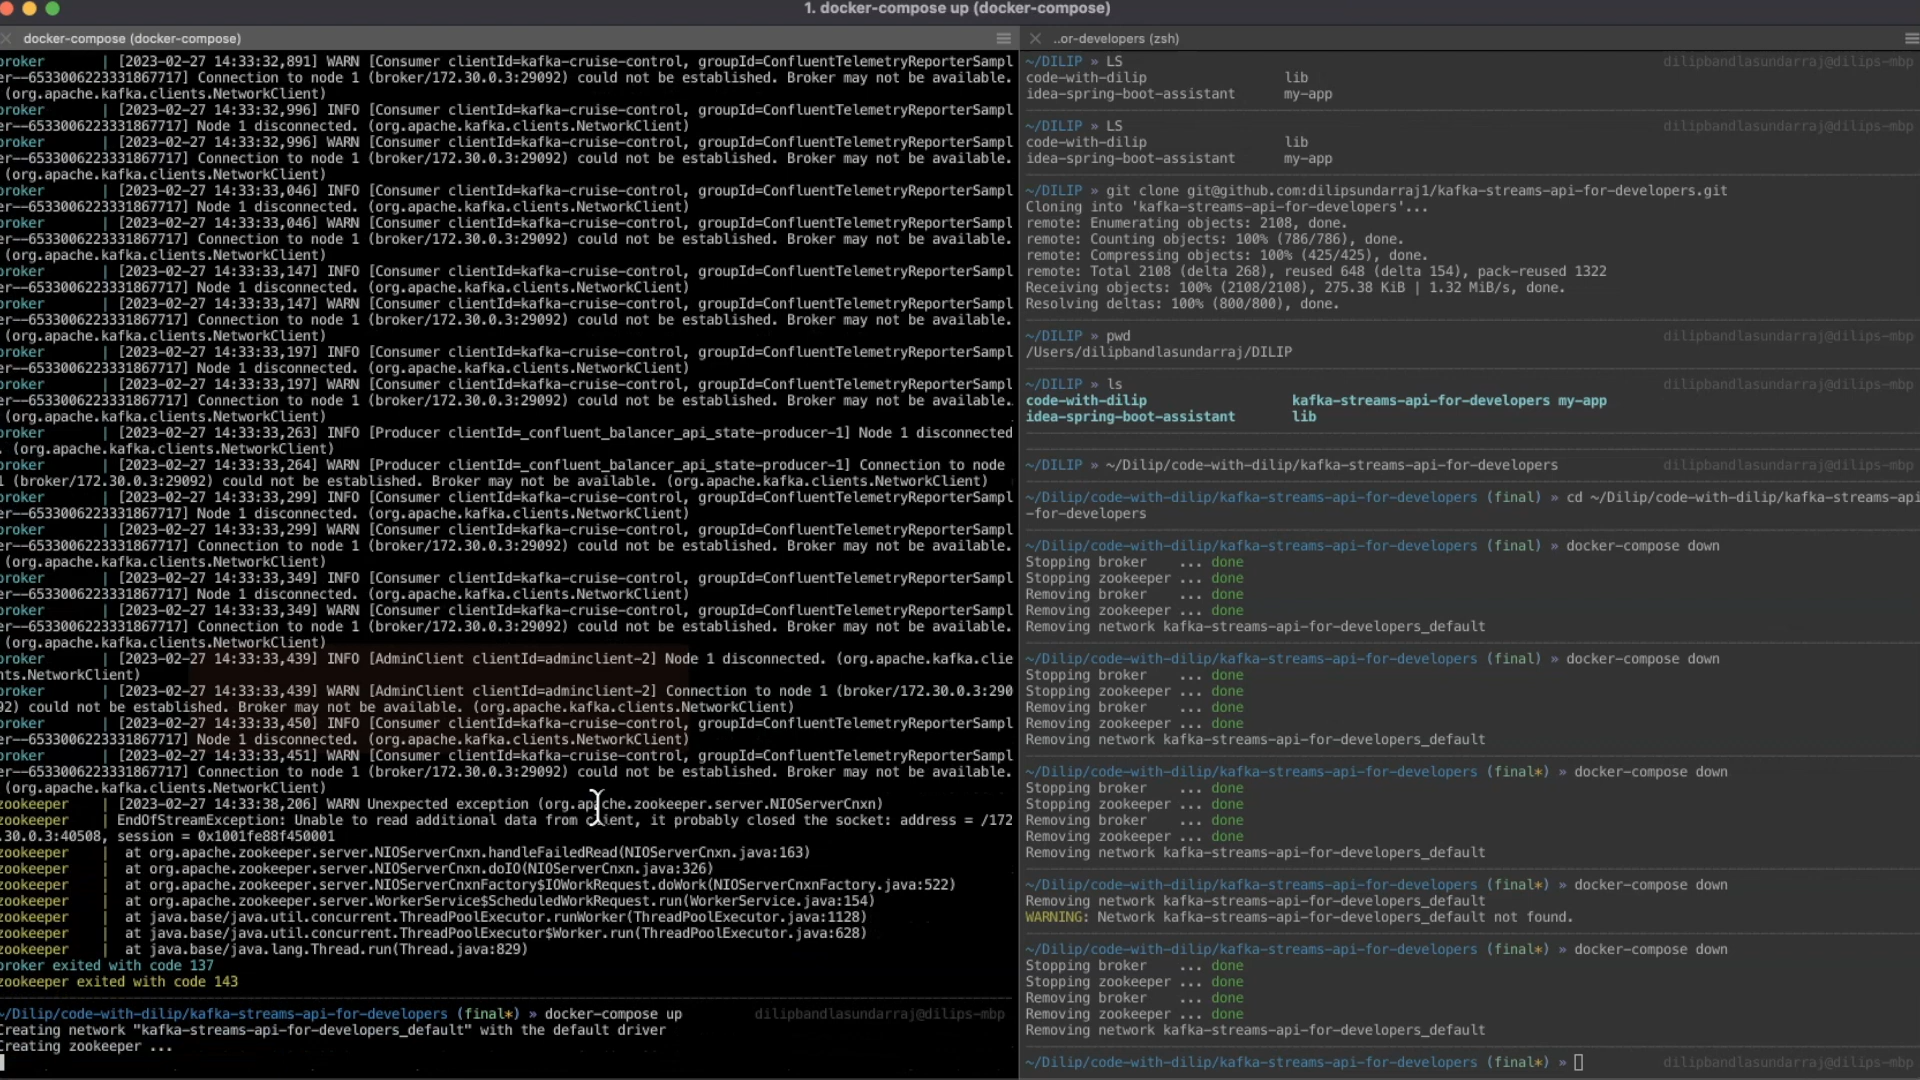 1. docker-compose up (docker-compose)
docker-compose (docker-compose)
broker | [2023-02-27 14:33:32,891] WARN [Consumer clientId=kafka-cruise-control, groupId=ConfluentTelemetryReporterSampl
er--6533006223331867717] Connection to node 1 (broker/172.30.0.3:29092) could not be established. Broker may not be available.
(org.apache.kafka.clients.NetworkClient)
broker | [2023-02-27 14:33:32,996] INFO [Consumer clientId=kafka-cruise-control, groupId=ConfluentTelemetryReporterSampl
er--6533006223331867717] Node 1 disconnected. (org.apache.kafka.clients.NetworkClient)
broker | [2023-02-27 14:33:32,996] WARN [Consumer clientId=kafka-cruise-control, groupId=ConfluentTelemetryReporterSampl
er--6533006223331867717] Connection to node 1 (broker/172.30.0.3:29092) could not be established. Broker may not be available.
(org.apache.kafka.clients.NetworkClient)
broker | [2023-02-27 14:33:33,046] INFO [Consumer clientId=kafka-cruise-control, groupId=ConfluentTelemetryReporterSampl
er--6533006223331867717] Node 1 disconnected. (org.apache.kafka.clients.NetworkClient)
broker | [2023-02-27 14:33:33,046] WARN [Consumer clientId=kafka-cruise-control, groupId=ConfluentTelemetryReporterSampl
er--6533006223331867717] Connection to node 1 (broker/172.30.0.3:29092) could not be established. Broker may not be available.
(org.apache.kafka.clients.NetworkClient)
broker | [2023-02-27 14:33:33,147] INFO [Consumer clientId=kafka-cruise-control, groupId=ConfluentTelemetryReporterSampl
er--6533006223331867717] Node 1 disconnected. (org.apache.kafka.clients.NetworkClient)
broker | [2023-02-27 14:33:33,147] WARN [Consumer clientId=kafka-cruise-control, groupId=ConfluentTelemetryReporterSampl
er--6533006223331867717] Connection to node 1 (broker/172.30.0.3:29092) could not be established. Broker may not be available.
(org.apache.kafka.clients.NetworkClient)
broker | [2023-02-27 14:33:33,197] INFO [Consumer clientId=kafka-cruise-control, groupId=ConfluentTelemetryReporterSampl
er--6533006223331867717] Node 1 disconnected. (org.apache.kafka.clients.NetworkClient)
broker | [2023-02-27 14:33:33,197] WARN [Consumer clientId=kafka-cruise-control, groupId=ConfluentTelemetryReporterSampl
er--6533006223331867717] Connection to node 1 (broker/172.30.0.3:29092) could not be established. Broker may not be available.
(org.apache.kafka.clients.NetworkClient)
broker | [2023-02-27 14:33:33,263] INFO [Producer clientId=_confluent_balancer_api_state-producer-1] Node 1 disconnected
. (org.apache.kafka.clients.NetworkClient)
broker | [2023-02-27 14:33:33,264] WARN [Producer clientId=_confluent_balancer_api_state-producer-1] Connection to node
1 (broker/172.30.0.3:29092) could not be established. Broker may not be available. (org.apache.kafka.clients.NetworkClient)
broker | [2023-02-27 14:33:33,299] INFO [Consumer clientId=kafka-cruise-control, groupId=ConfluentTelemetryReporterSampl
er--6533006223331867717] Node 1 disconnected. (org.apache.kafka.clients.NetworkClient)
broker | [2023-02-27 14:33:33,299] WARN [Consumer clientId=kafka-cruise-control, groupId=ConfluentTelemetryReporterSampl
er--6533006223331867717] Connection to node 1 (broker/172.30.0.3:29092) could not be established. Broker may not be available.
(org.apache.kafka.clients.NetworkClient)
broker | [2023-02-27 14:33:33,349] INFO [Consumer clientId=kafka-cruise-control, groupId=ConfluentTelemetryReporterSampl
er--6533006223331867717] Node 1 disconnected. (org.apache.kafka.clients.NetworkClient)
broker | [2023-02-27 14:33:33,349] WARN [Consumer clientId=kafka-cruise-control, groupId=ConfluentTelemetryReporterSampl
er--6533006223331867717] Connection to node 1 (broker/172.30.0.3:29092) could not be established. Broker may not be available.
(org.apache.kafka.clients.NetworkClient)
broker | [2023-02-27 14:33:33,439] INFO [AdminClient clientId=adminclient-2] Node 1 disconnected. (org.apache.kafka.clie
nts.NetworkClient)
broker | [2023-02-27 14:33:33,439] WARN [AdminClient clientId=adminclient-2] Connection to node 1 (broker/172.30.0.3:290
92) could not be established. Broker may not be available. (org.apache.kafka.clients.NetworkClient)
broker | [2023-02-27 14:33:33,450] INFO [Consumer clientId=kafka-cruise-control, groupId=ConfluentTelemetryReporterSampl
er--6533006223331867717] Node 1 disconnected. (org.apache.kafka.clients.NetworkClient)
broker | [2023-02-27 14:33:33,451] WARN [Consumer clientId=kafka-cruise-control, groupId=ConfluentTelemetryReporterSampl
er--6533006223331867717] Connection to node 1 (broker/172.30.0.3:29092) could not be established. Broker may not be available.
(org.apache.kafka.clients.NetworkClient)
zookeeper | [2023-02-27 14:33:38,206] WARN Unexpected exception (org.apache.zookeeper.server.NIOServerCnxn)
zookeeper | EndOfStreamException: Unable to read additional data from client, it probably closed the socket: address = /172
.30.0.3:40508, session = 0x1001fe88f450001
zookeeper | at org.apache.zookeeper.server.NIOServerCnxn.handleFailedRead(NIOServerCnxn.java:163)
zookeeper | at org.apache.zookeeper.server.NIOServerCnxn.doIO(NIOServerCnxn.java:326)
zookeeper | at org.apache.zookeeper.server.NIOServerCnxnFactory$IOWorkRequest.doWork(NIOServerCnxnFactory.java:522)
zookeeper | at org.apache.zookeeper.server.WorkerService$ScheduledWorkRequest.run(WorkerService.java:154)
zookeeper | at java.base/java.util.concurrent.ThreadPoolExecutor.runWorker(ThreadPoolExecutor.java:1128)
zookeeper | at java.base/java.util.concurrent.ThreadPoolExecutor$Worker.run(ThreadPoolExecutor.java:628)
zookeeper | at java.base/java.lang.Thread.run(Thread.java:829)
broker exited with code 137
zookeeper exited with code 143
~/Dilip/code-with-dilip/kafka-streams-api-for-developers (final*) » docker-compose up dilipbandlasundarraj@dilips-mbp
Creating network "kafka-streams-api-for-developers_default" with the default driver
Creating zookeeper ...
..or-developers (zsh)
~/DILIP » LS dilipbandlasundarraj@dilips-mbp
code-with-dilip lib
idea-spring-boot-assistant my-app
~/DILIP » LS dilipbandlasundarraj@dilips-mbp
code-with-dilip lib
idea-spring-boot-assistant my-app
~/DILIP » git clone git@github.com:dilipsundarraj1/kafka-streams-api-for-developers.git
Cloning into 'kafka-streams-api-for-developers'...
remote: Enumerating objects: 2108, done.
remote: Counting objects: 100% (786/786), done.
remote: Compressing objects: 100% (425/425), done.
remote: Total 2108 (delta 268), reused 648 (delta 154), pack-reused 1322
Receiving objects: 100% (2108/2108), 275.38 KiB | 1.32 MiB/s, done.
Resolving deltas: 100% (800/800), done.
~/DILIP » pwd dilipbandlasundarraj@dilips-mbp
/Users/dilipbandlasundarraj/DILIP
~/DILIP » ls dilipbandlasundarraj@dilips-mbp
code-with-dilip kafka-streams-api-for-developers my-app
idea-spring-boot-assistant lib
~/DILIP » ~/Dilip/code-with-dilip/kafka-streams-api-for-developers dilipbandlasundarraj@dilips-mbp
~/Dilip/code-with-dilip/kafka-streams-api-for-developers (final) » cd ~/Dilip/code-with-dilip/kafka-streams-api
-for-developers
~/Dilip/code-with-dilip/kafka-streams-api-for-developers (final) » docker-compose down
Stopping broker ... done
Stopping zookeeper ... done
Removing broker ... done
Removing zookeeper ... done
Removing network kafka-streams-api-for-developers_default
~/Dilip/code-with-dilip/kafka-streams-api-for-developers (final) » docker-compose down
Stopping broker ... done
Stopping zookeeper ... done
Removing broker ... done
Removing zookeeper ... done
Removing network kafka-streams-api-for-developers_default
~/Dilip/code-with-dilip/kafka-streams-api-for-developers (final*) » docker-compose down
Stopping broker ... done
Stopping zookeeper ... done
Removing broker ... done
Removing zookeeper ... done
Removing network kafka-streams-api-for-developers_default
~/Dilip/code-with-dilip/kafka-streams-api-for-developers (final*) » docker-compose down
Removing network kafka-streams-api-for-developers_default
WARNING: Network kafka-streams-api-for-developers_default not found.
~/Dilip/code-with-dilip/kafka-streams-api-for-developers (final*) » docker-compose down
Stopping broker ... done
Stopping zookeeper ... done
Removing broker ... done
Removing zookeeper ... done
Removing network kafka-streams-api-for-developers_default
~/Dilip/code-with-dilip/kafka-streams-api-for-developers (final*) » dilipbandlasundarraj@dilips-mbp